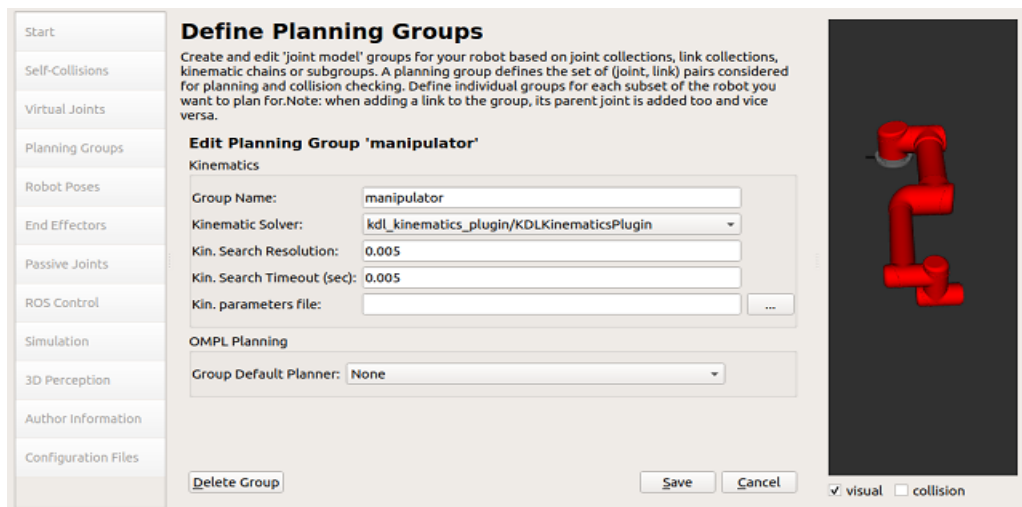 Start
Self-Collisions
Virtual Joints
Planning Groups
Robot Poses
End Effectors
Passive Joints
ROS Control
Simulation
3D Perception
Author Information
Configuration Files
Define Planning Groups
Create and edit 'joint model' groups for your robot based on joint collections, link collections,
kinematic chains or subgroups. A planning group defines the set of (joint, link) pairs considered
for planning and collision checking. Define individual groups for each subset of the robot you
want to plan for.Note: when adding a link to the group, its parent joint is added too and vice
versa.
Edit Planning Group 'manipulator'
Kinematics
Group Name: manipulator
Kinematic Solver: kdl_kinematics_plugin/KDLKinematicsPlugin
Kin. Search Resolution: 0.005
Kin. Search Timeout (sec): 0.005
Kin. parameters file: ...
OMPL Planning
Group Default Planner: None
Delete Group Save Cancel
visual collision